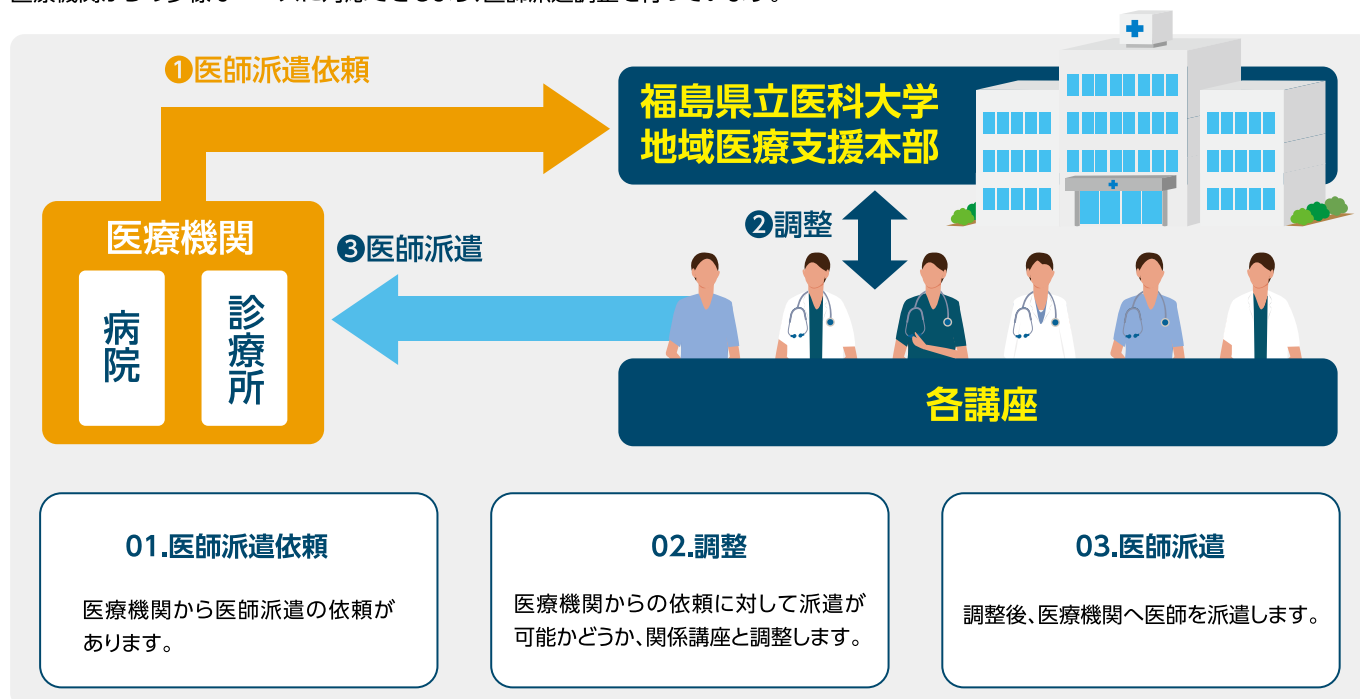 ❶医師派遣依頼
福島県立医科大学
地域医療支援本部
❷調整
医療機関
病院
診療所
❸医師派遣
各講座
01.医師派遣依頼
医療機関から医師派遣の依頼が
あります。
02.調整
医療機関からの依頼に対して派遣が
可能かどうか、関係講座と調整します。
03.医師派遣
調整後、医療機関へ医師を派遣します。